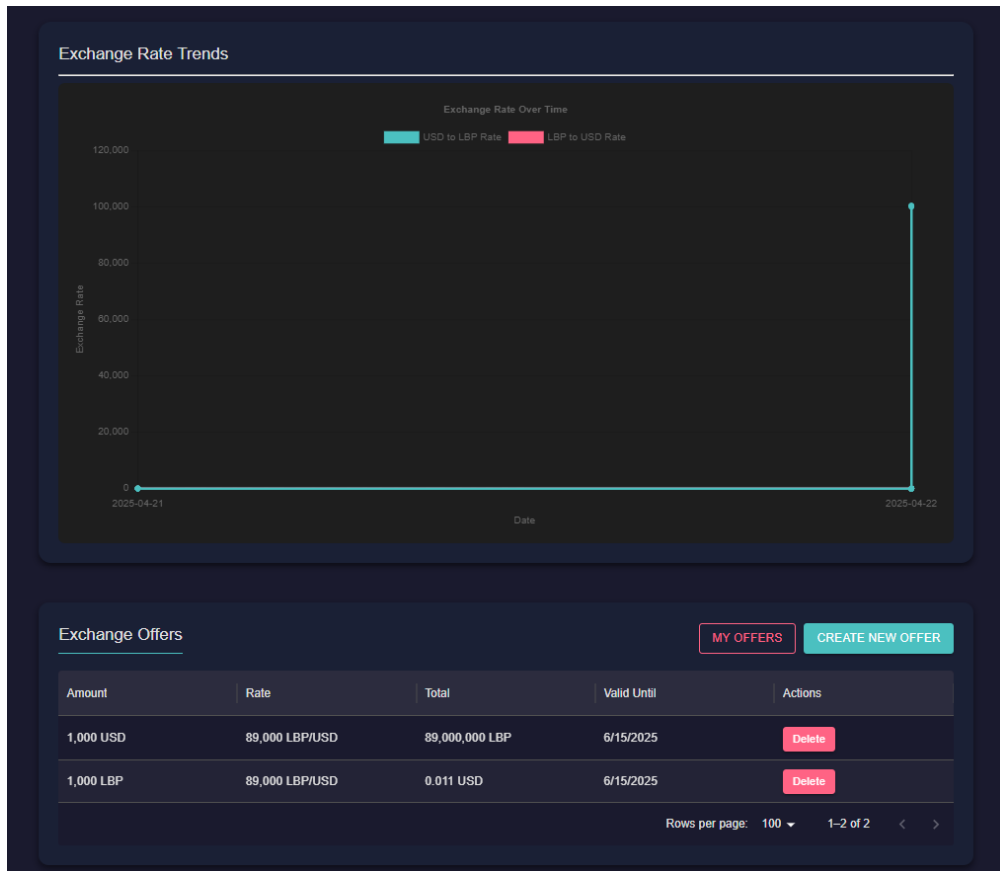 Exchange Rate Trends
Exchange Rate Over Time
USD to LBP Rate LBP to USD Rate
120,000
100,000
80,000
60,000
40,000
20,000
0
Exchange Rate
2025-04-21 2025-04-22
Date
Exchange Offers MY OFFERS CREATE NEW OFFER
Amount Rate Total Valid Until Actions
1,000 USD 89,000 LBP/USD 89,000,000 LBP 6/15/2025 Delete
1,000 LBP 89,000 LBP/USD 0.011 USD 6/15/2025 Delete
Rows per page: 100 1–2 of 2